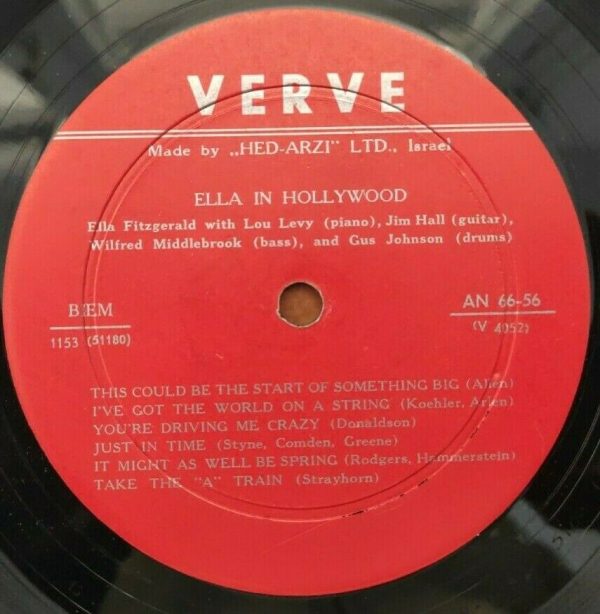 VERVE
Made by „HED-ARZI" LTD., Israel
ELLA IN HOLLYWOOD
Ella Fitzgerald with Lou Levy (piano), Jim Hall (guitar),
Wilfred Middlebrook (bass), and Gus Johnson (drums)
BIEM
1153 (51180)
AN 66-56
(V 4052)
THIS COULD BE THE START OF SOMETHING BIG (Allen)
I'VE GOT THE WORLD ON A STRING (Koehler, Arlen)
YOU'RE DRIVING ME CRAZY (Donaldson)
JUST IN TIME (Styne, Comden, Greene)
IT MIGHT AS WELL BE SPRING (Rodgers, Hammerstein)
TAKE THE "A" TRAIN (Strayhorn)